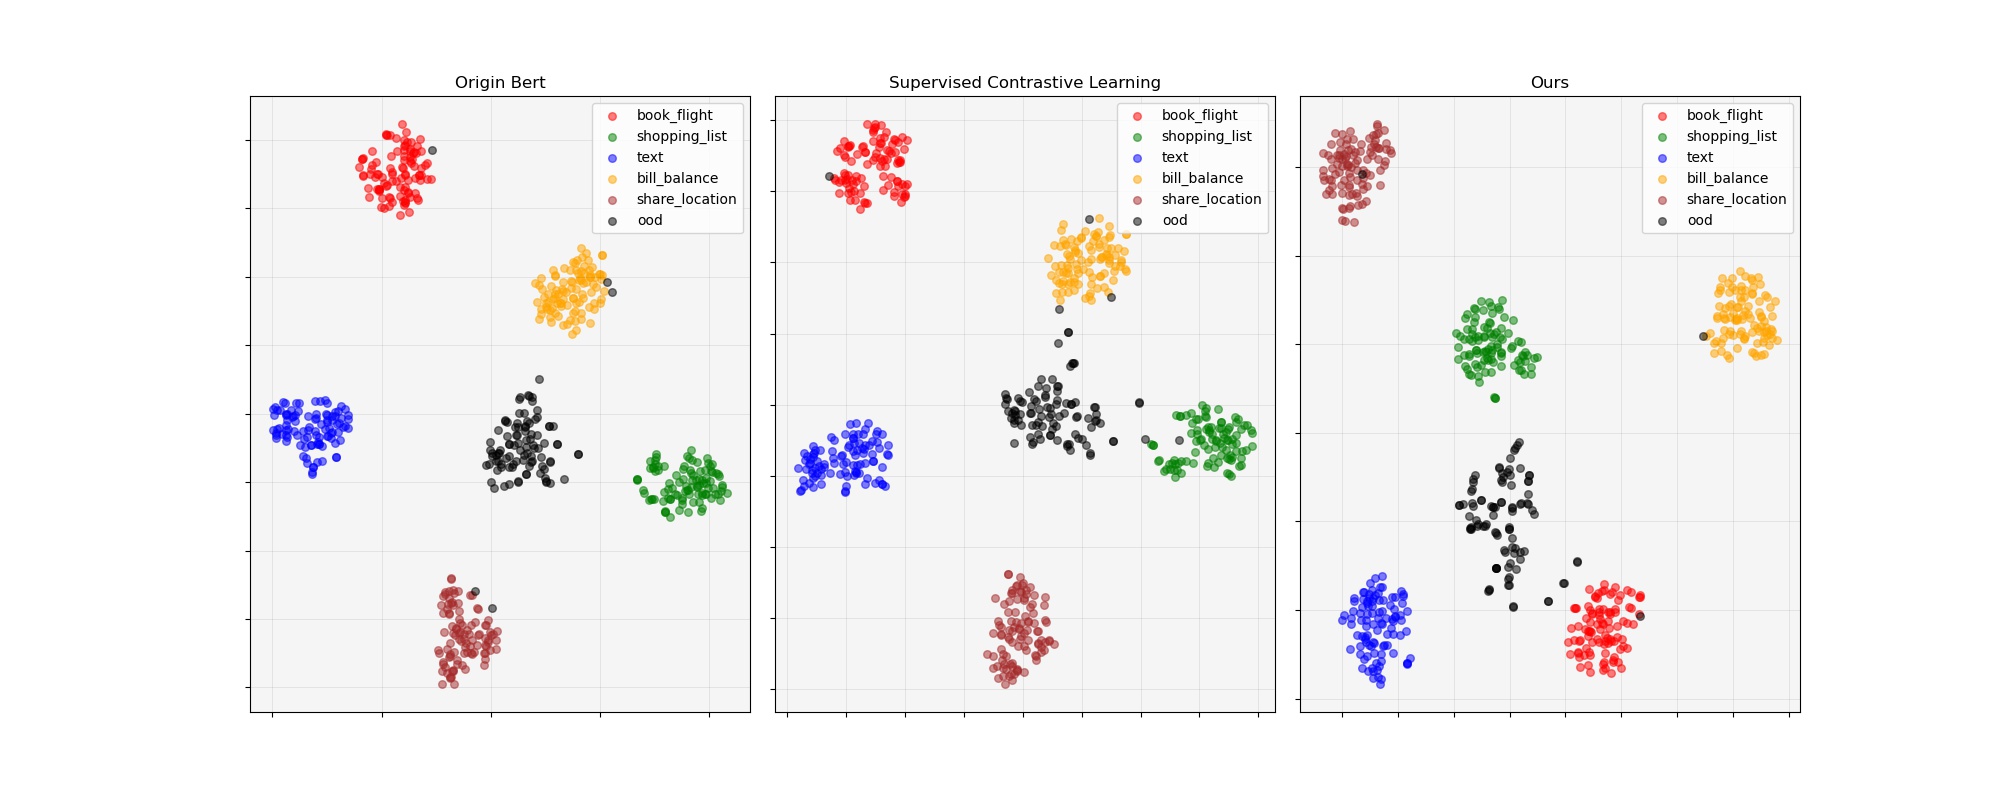 Origin Bert
book_flight
shopping_list
text
bill_balance
share_location
ood
Supervised Contrastive Learning
book_flight
shopping_list
text
bill_balance
share_location
ood
Ours
book_flight
shopping_list
text
bill_balance
share_location
ood